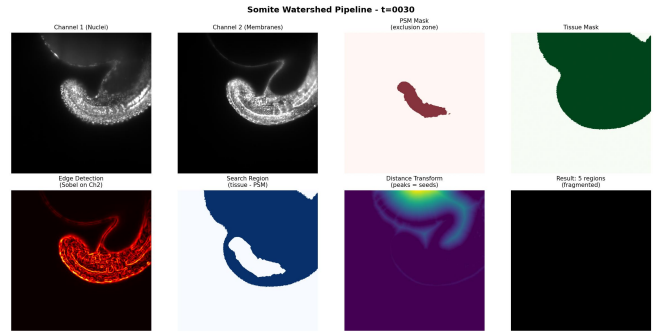 Somite Watershed Pipeline - t=0030
Channel 1 (Nuclei)
Channel 2 (Membranes)
PSM Mask
(exclusion zone)
Tissue Mask
Edge Detection
(Sobel on Ch2)
Search Region
(tissue - PSM)
Distance Transform
(peaks = seeds)
Result: 5 regions
(fragmented)